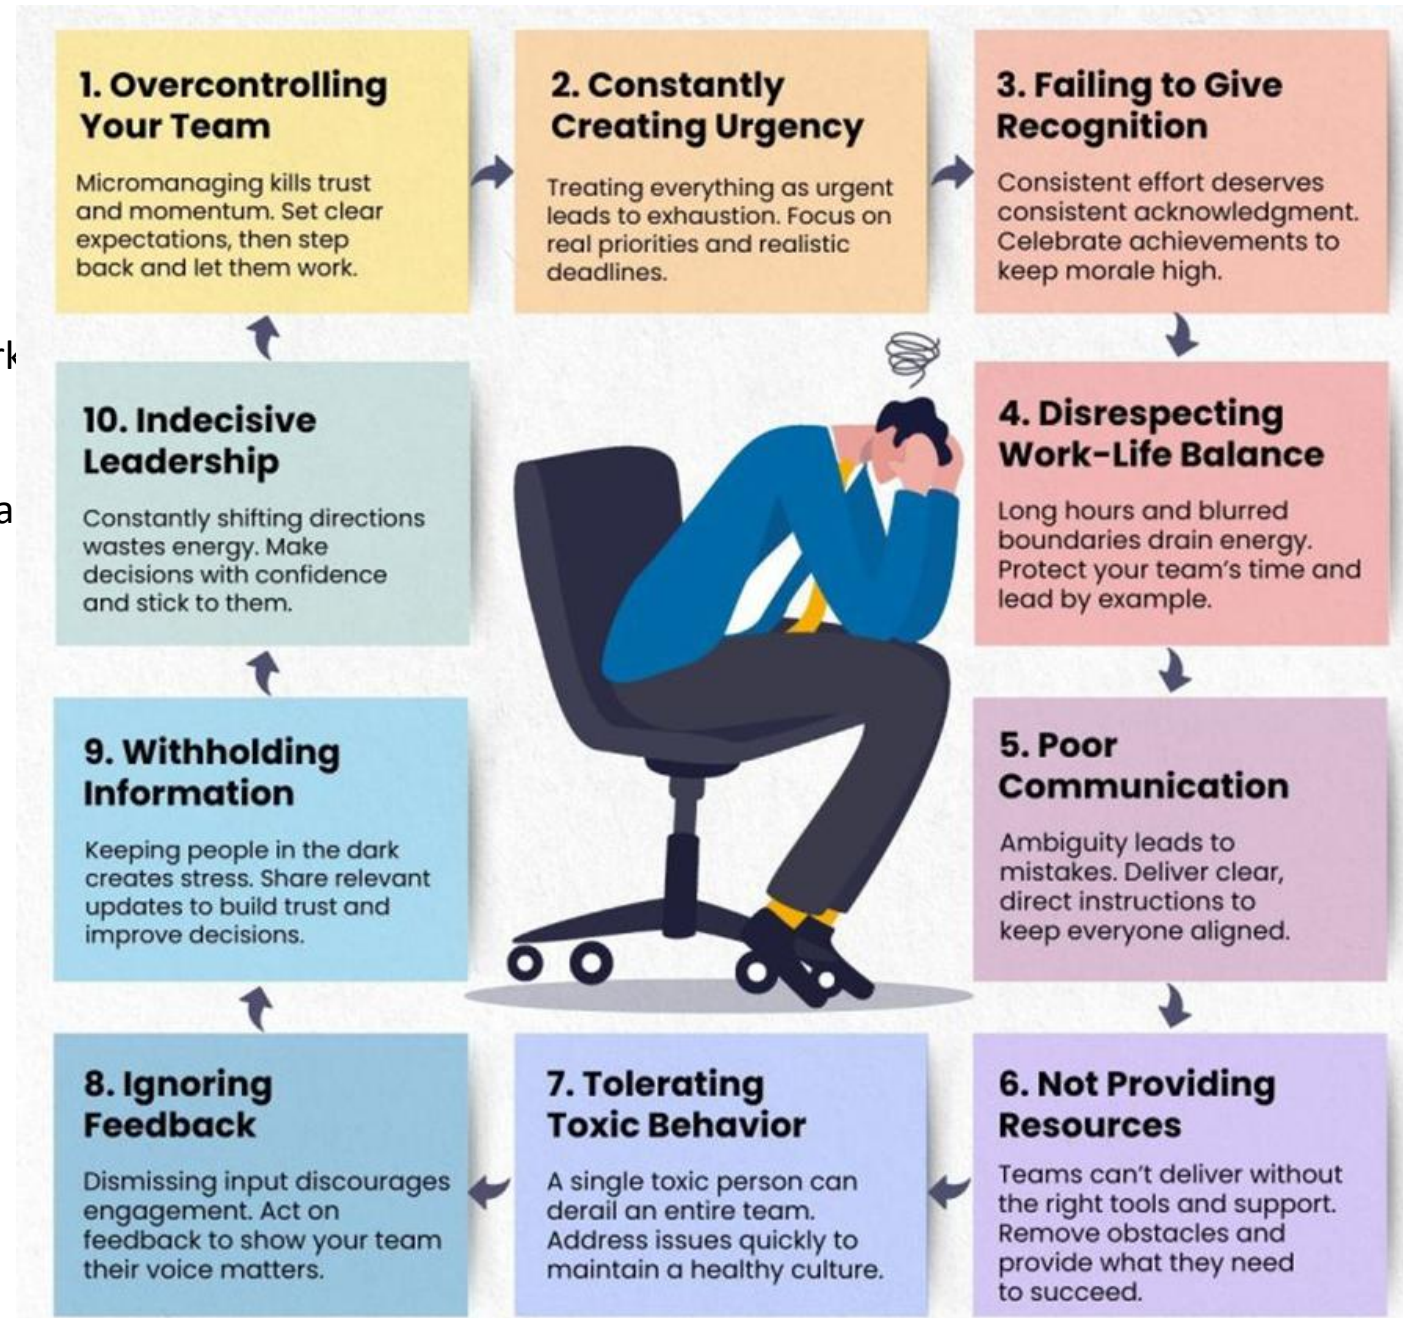 1. Overcontrolling
Your Team
Micromanaging kills trust
and momentum. Set clear
expectations, then step
back and let them work.
2. Constantly
Creating Urgency
Treating everything as urgent
leads to exhaustion. Focus on
real priorities and realistic
deadlines.
3. Failing to Give
Recognition
Consistent effort deserves
consistent acknowledgment.
Celebrate achievements to
keep morale high.
4. Disrespecting
Work-Life Balance
Long hours and blurred
boundaries drain energy.
Protect your team's time and
lead by example.
5. Poor
Communication
Ambiguity leads to
mistakes. Deliver clear,
direct instructions to
keep everyone aligned.
6. Not Providing
Resources
Teams can't deliver without
the right tools and support.
Remove obstacles and
provide what they need
to succeed.
7. Tolerating
Toxic Behavior
A single toxic person can
derail an entire team.
Address issues quickly to
maintain a healthy culture.
8. Ignoring
Feedback
Dismissing input discourages
engagement. Act on
feedback to show your team
their voice matters.
9. Withholding
Information
Keeping people in the dark
creates stress. Share relevant
updates to build trust and
improve decisions.
10. Indecisive
Leadership
Constantly shifting directions
wastes energy. Make
decisions with confidence
and stick to them.